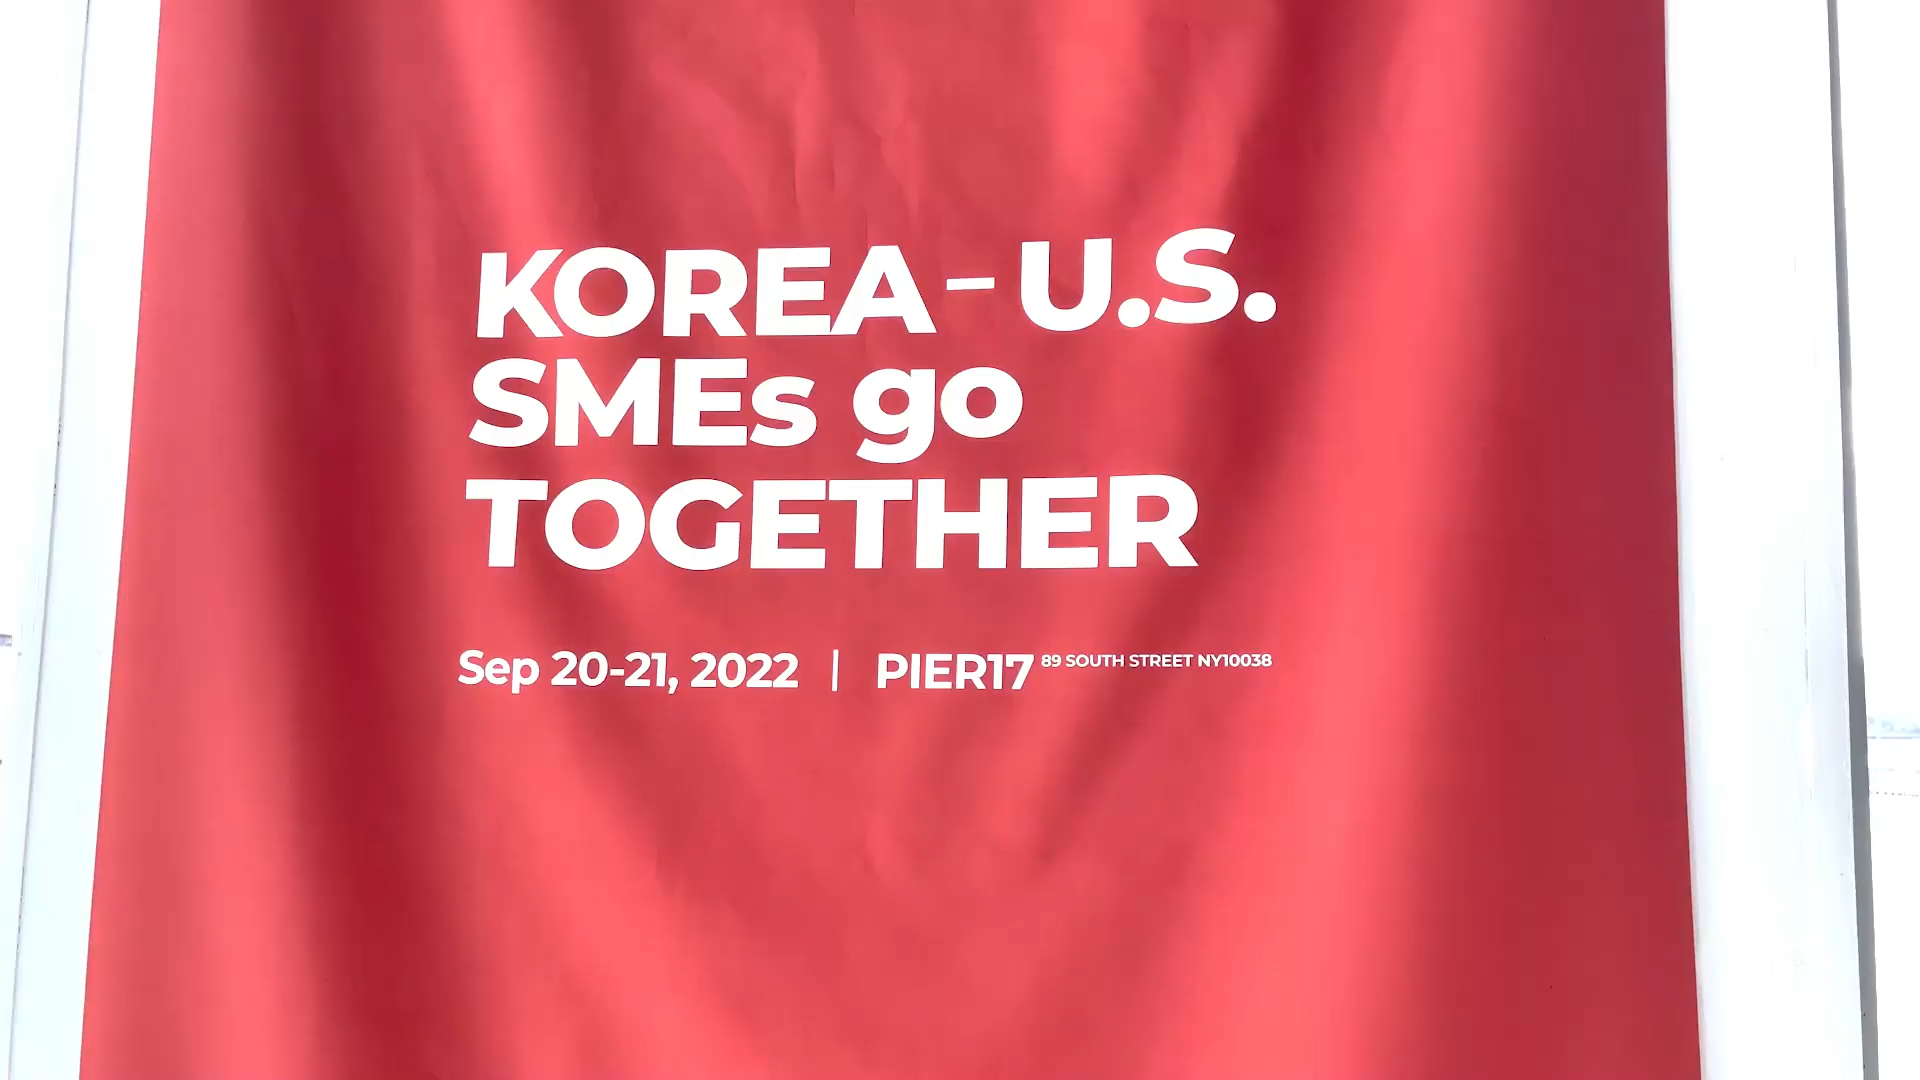 KOREA – U.S.
SMEs go
TOGETHER
Sep 20-21, 2022 | PIER17 89 SOUTH STREET NY10038